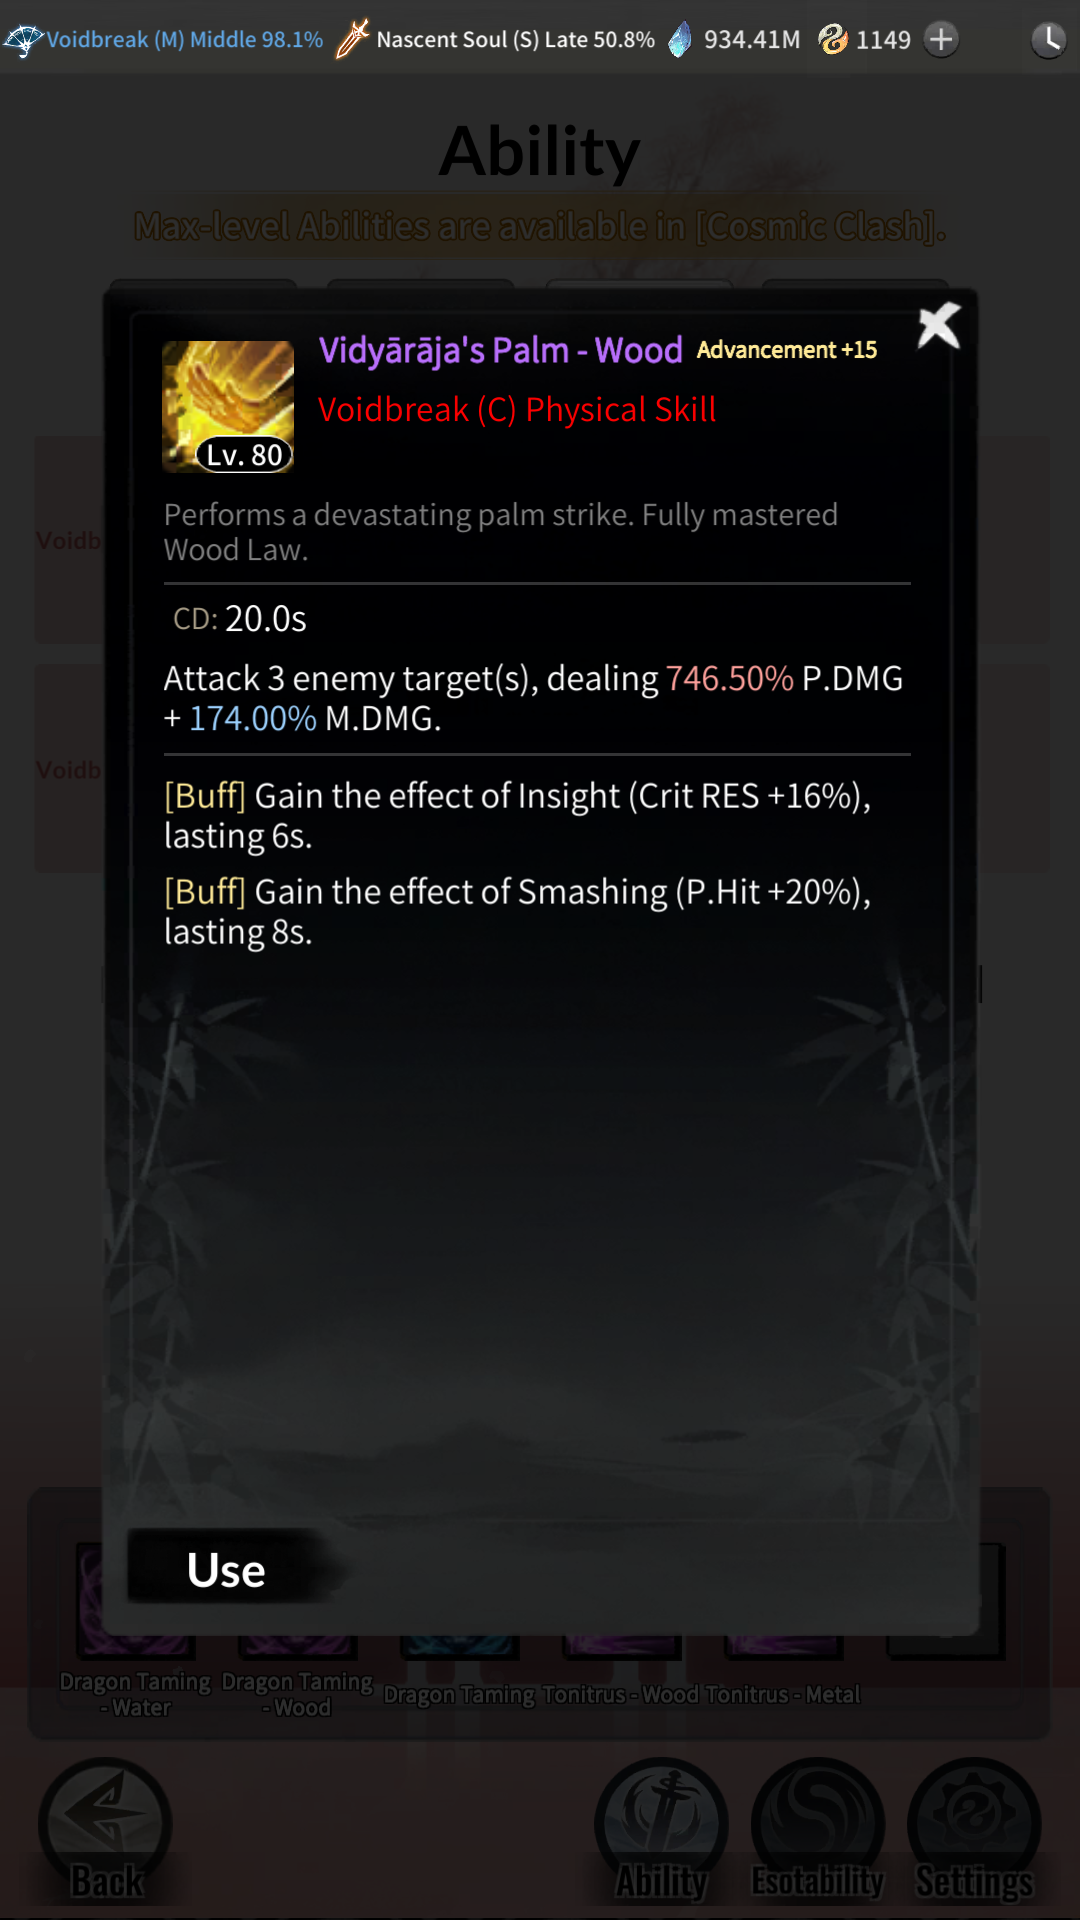 Voidbreak (M) Middle 98.1% Nascent Soul (S) Late 50.8% 934.41M 1149
Ability
Max-level Abilities are available in [Cosmic Clash].
Vidyārāja's Palm - Wood Advancement +15
Voidbreak (C) Physical Skill
Lv. 80
Performs a devastating palm strike. Fully mastered
Wood Law.
CD: 20.0s
Attack 3 enemy target(s), dealing 746.50% P.DMG
+ 174.00% M.DMG.
[Buff] Gain the effect of Insight (Crit RES +16%),
lasting 6s.
[Buff] Gain the effect of Smashing (P.Hit +20%),
lasting 8s.
Voidb
Voidb
Use
Dragon Taming
- Water
Dragon Taming
- Wood
Dragon Taming
Tonitrus - Wood
Tonitrus - Metal
Back
Ability
Esotability
Settings